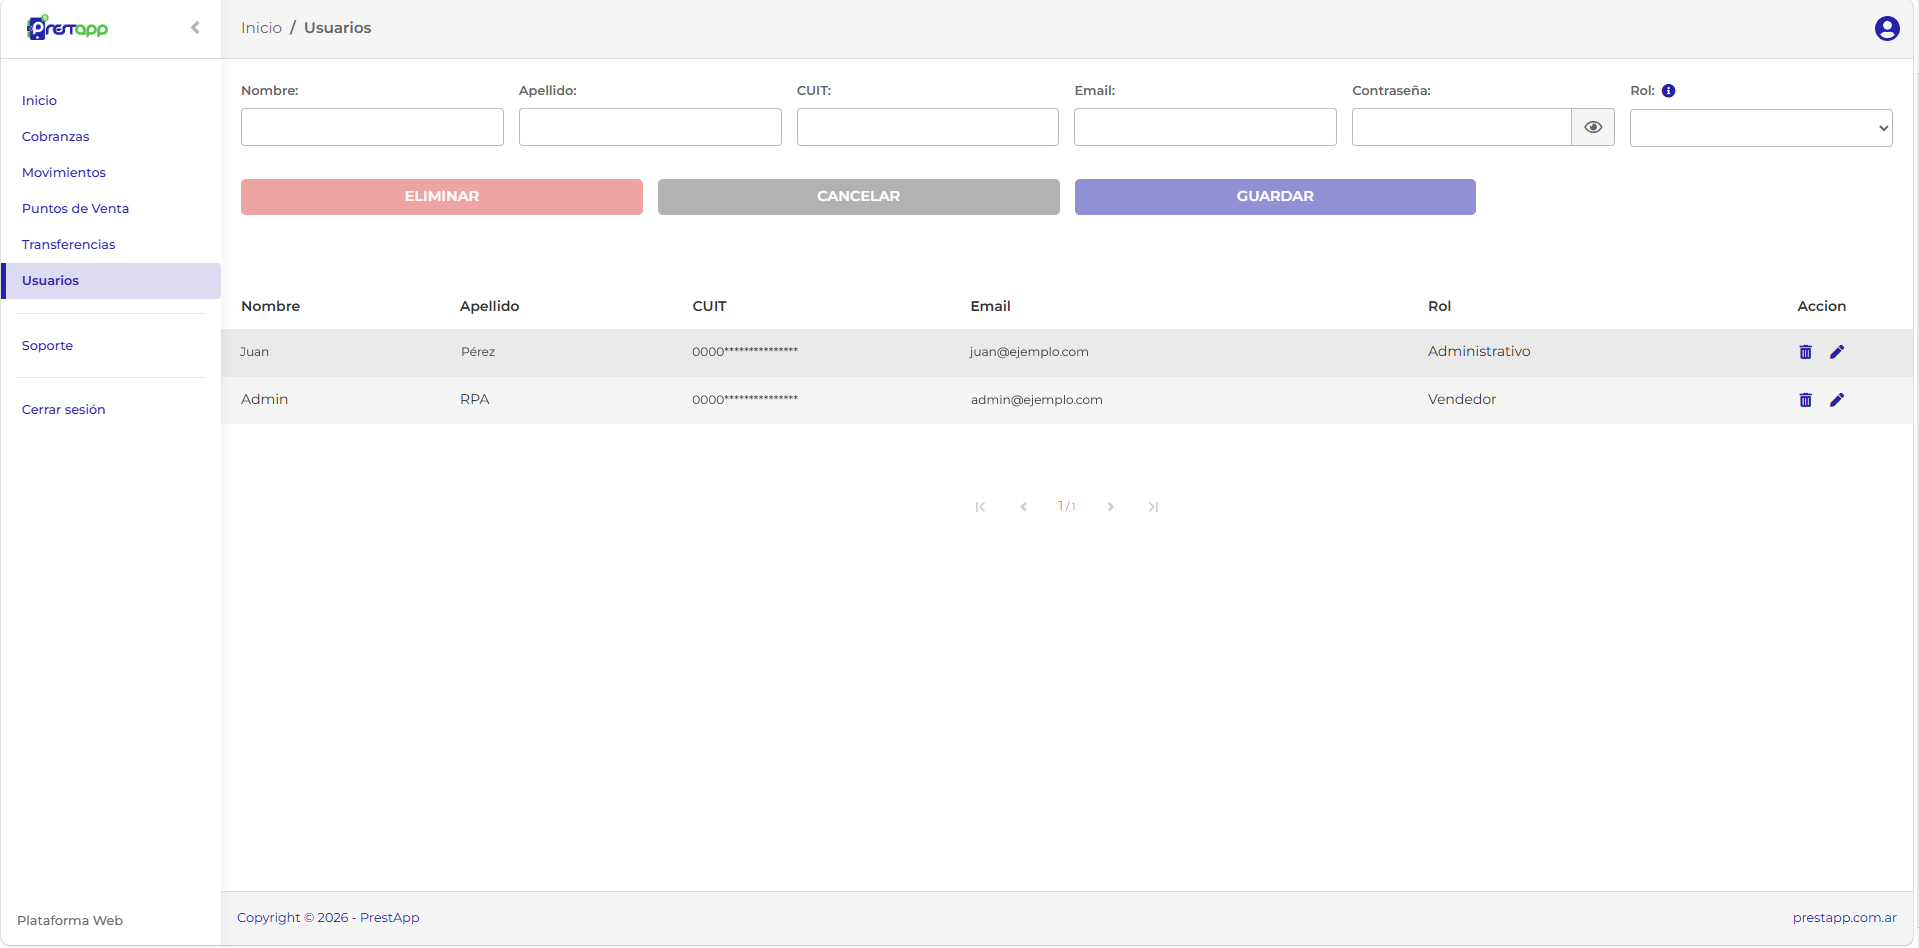 Prestapp
Inicio / Usuarios
Inicio
Cobranzas
Movimientos
Puntos de Venta
Transferencias
Usuarios
Soporte
Cerrar sesión
Plataforma Web
Nombre: Apellido: CUIT: Email: Contraseña: Rol:
ELIMINAR CANCELAR GUARDAR
Nombre Apellido CUIT Email Rol Accion
Juan Pérez 0000*************** juan@ejemplo.com Administrativo
Admin RPA 0000*************** admin@ejemplo.com Vendedor
1 / 1
Copyright © 2026 - PrestApp prestapp.com.ar